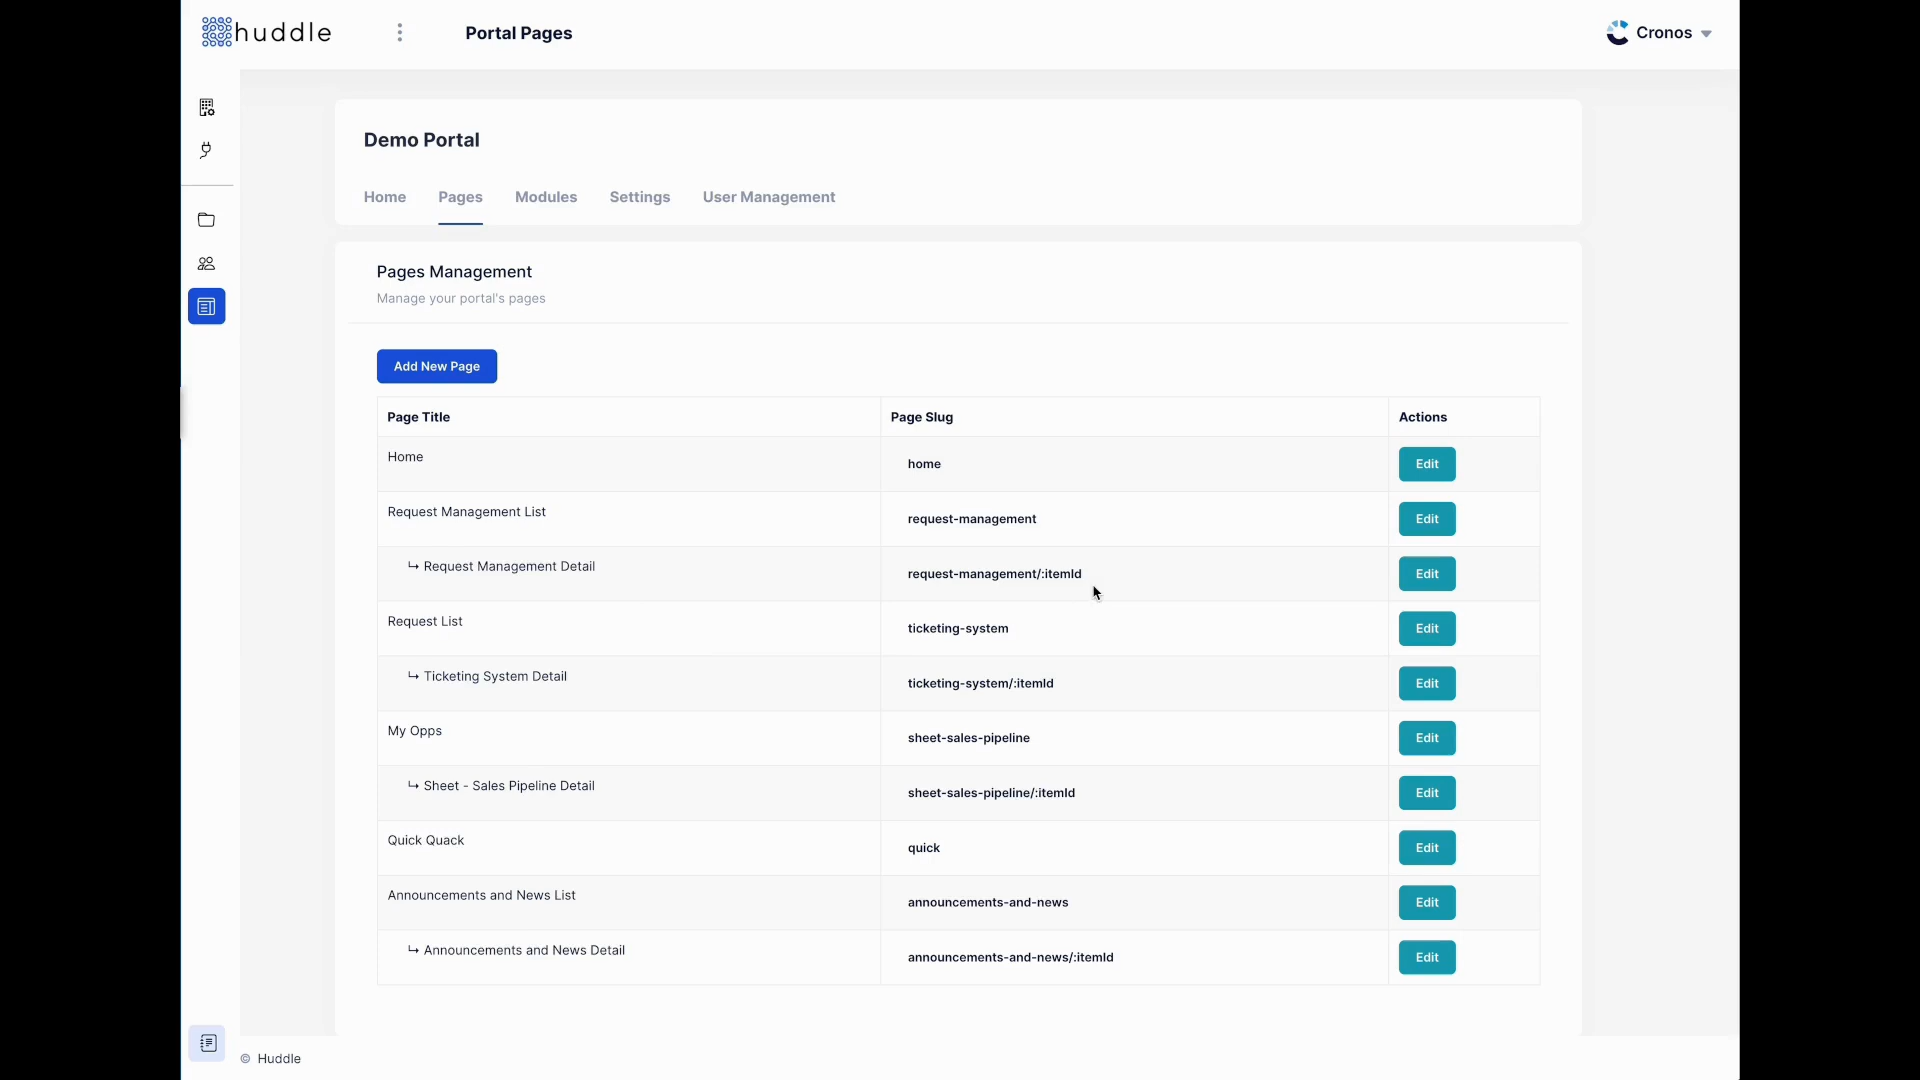 huddle
Portal Pages
Cronos
Demo Portal
Home Pages Modules Settings User Management
Pages Management
Manage your portal's pages
Add New Page
Page Title Page Slug Actions
Home home Edit
Request Management List request-management Edit
↳ Request Management Detail request-management/:itemId Edit
Request List ticketing-system Edit
↳ Ticketing System Detail ticketing-system/:itemId Edit
My Opps sheet-sales-pipeline Edit
↳ Sheet - Sales Pipeline Detail sheet-sales-pipeline/:itemId Edit
Quick Quack quick Edit
Announcements and News List announcements-and-news Edit
↳ Announcements and News Detail announcements-and-news/:itemId Edit
© Huddle